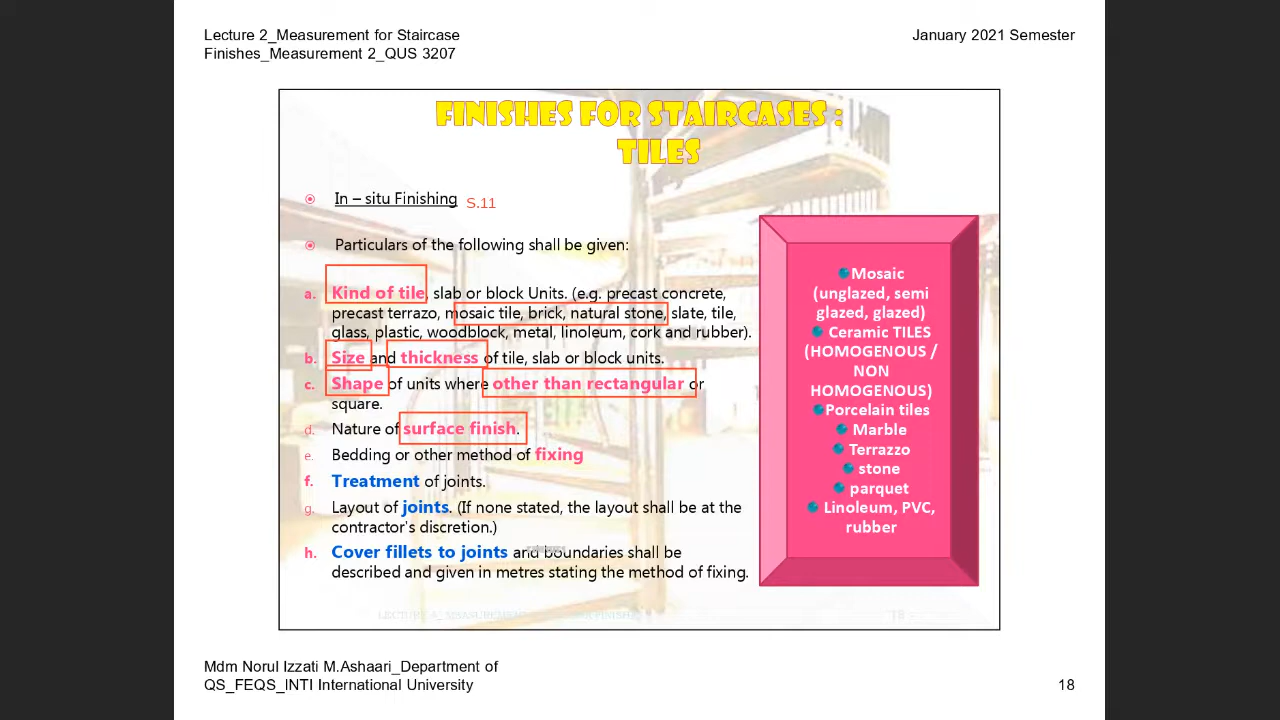 Lecture 2_Measurement for Staircase
Finishes_Measurement 2_QUS 3207
January 2021 Semester
FINISHES FOR STAIRCASES :
TILES
In – situ Finishing S.11
Particulars of the following shall be given:
a. Kind of tile, slab or block Units. (e.g. precast concrete,
precast terrazo, mosaic tile, brick, natural stone, slate, tile,
glass, plastic, woodblock, metal, linoleum, cork and rubber).
b. Size and thickness of tile, slab or block units.
c. Shape of units where other than rectangular or
square.
d. Nature of surface finish.
e. Bedding or other method of fixing
f. Treatment of joints.
g. Layout of joints. (If none stated, the layout shall be at the
contractor's discretion.)
h. Cover fillets to joints and boundaries shall be
described and given in metres stating the method of fixing.
Mosaic
(unglazed, semi
glazed, glazed)
Ceramic TILES
(HOMOGENOUS /
NON
HOMOGENOUS)
Porcelain tiles
Marble
Terrazzo
stone
parquet
Linoleum, PVC,
rubber
18
Mdm Norul Izzati M.Ashaari_Department of
QS_FEQS_INTI International University
18